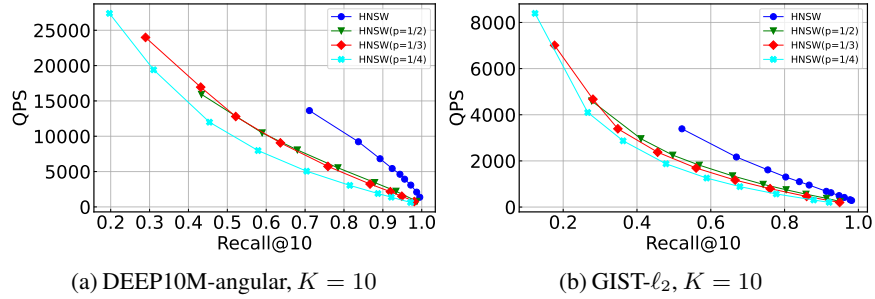 HNSW
HNSW(p=1/2)
HNSW(p=1/3)
HNSW(p=1/4)
QPS
25000
20000
15000
10000
5000
0
0.2 0.3 0.4 0.5 0.6 0.7 0.8 0.9 1.0
Recall@10
(a) DEEP10M-angular, K = 10
HNSW
HNSW(p=1/2)
HNSW(p=1/3)
HNSW(p=1/4)
QPS
8000
6000
4000
2000
0
0.2 0.4 0.6 0.8 1.0
Recall@10
(b) GIST-ℓ₂, K = 10